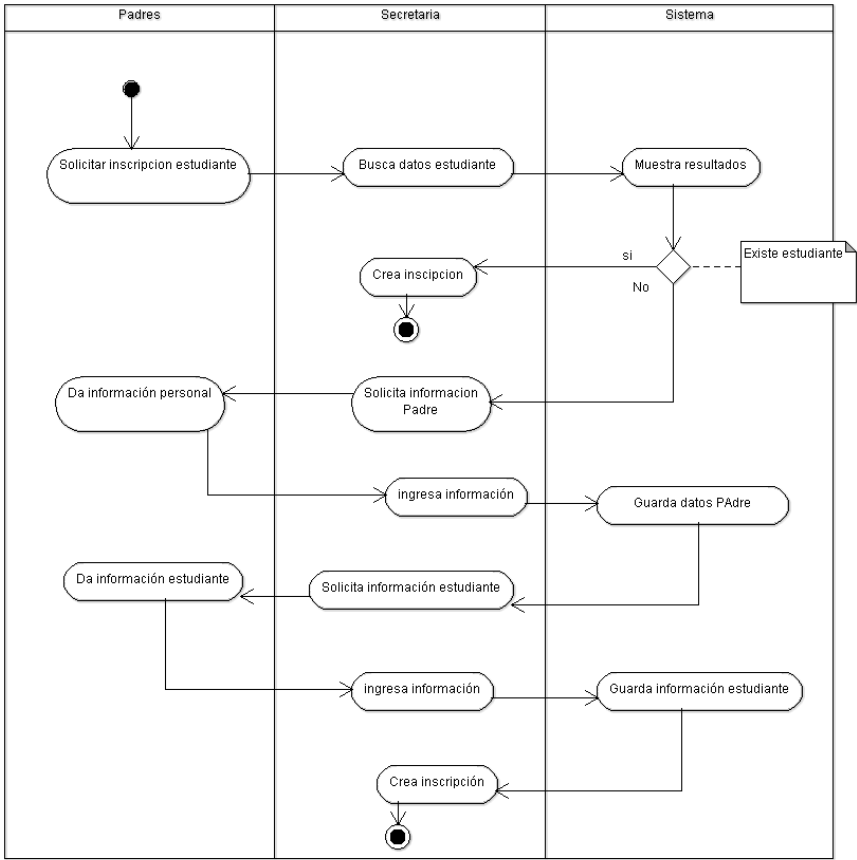 Padres
Secretaria
Sistema
Solicitar inscripcion estudiante
Busca datos estudiante
Muestra resultados
si
Existe estudiante
Crea inscipcion
No
Da información personal
Solicita informacion
Padre
ingresa información
Guarda datos PAdre
Da información estudiante
Solicita información estudiante
ingresa información
Guarda información estudiante
Crea inscripción